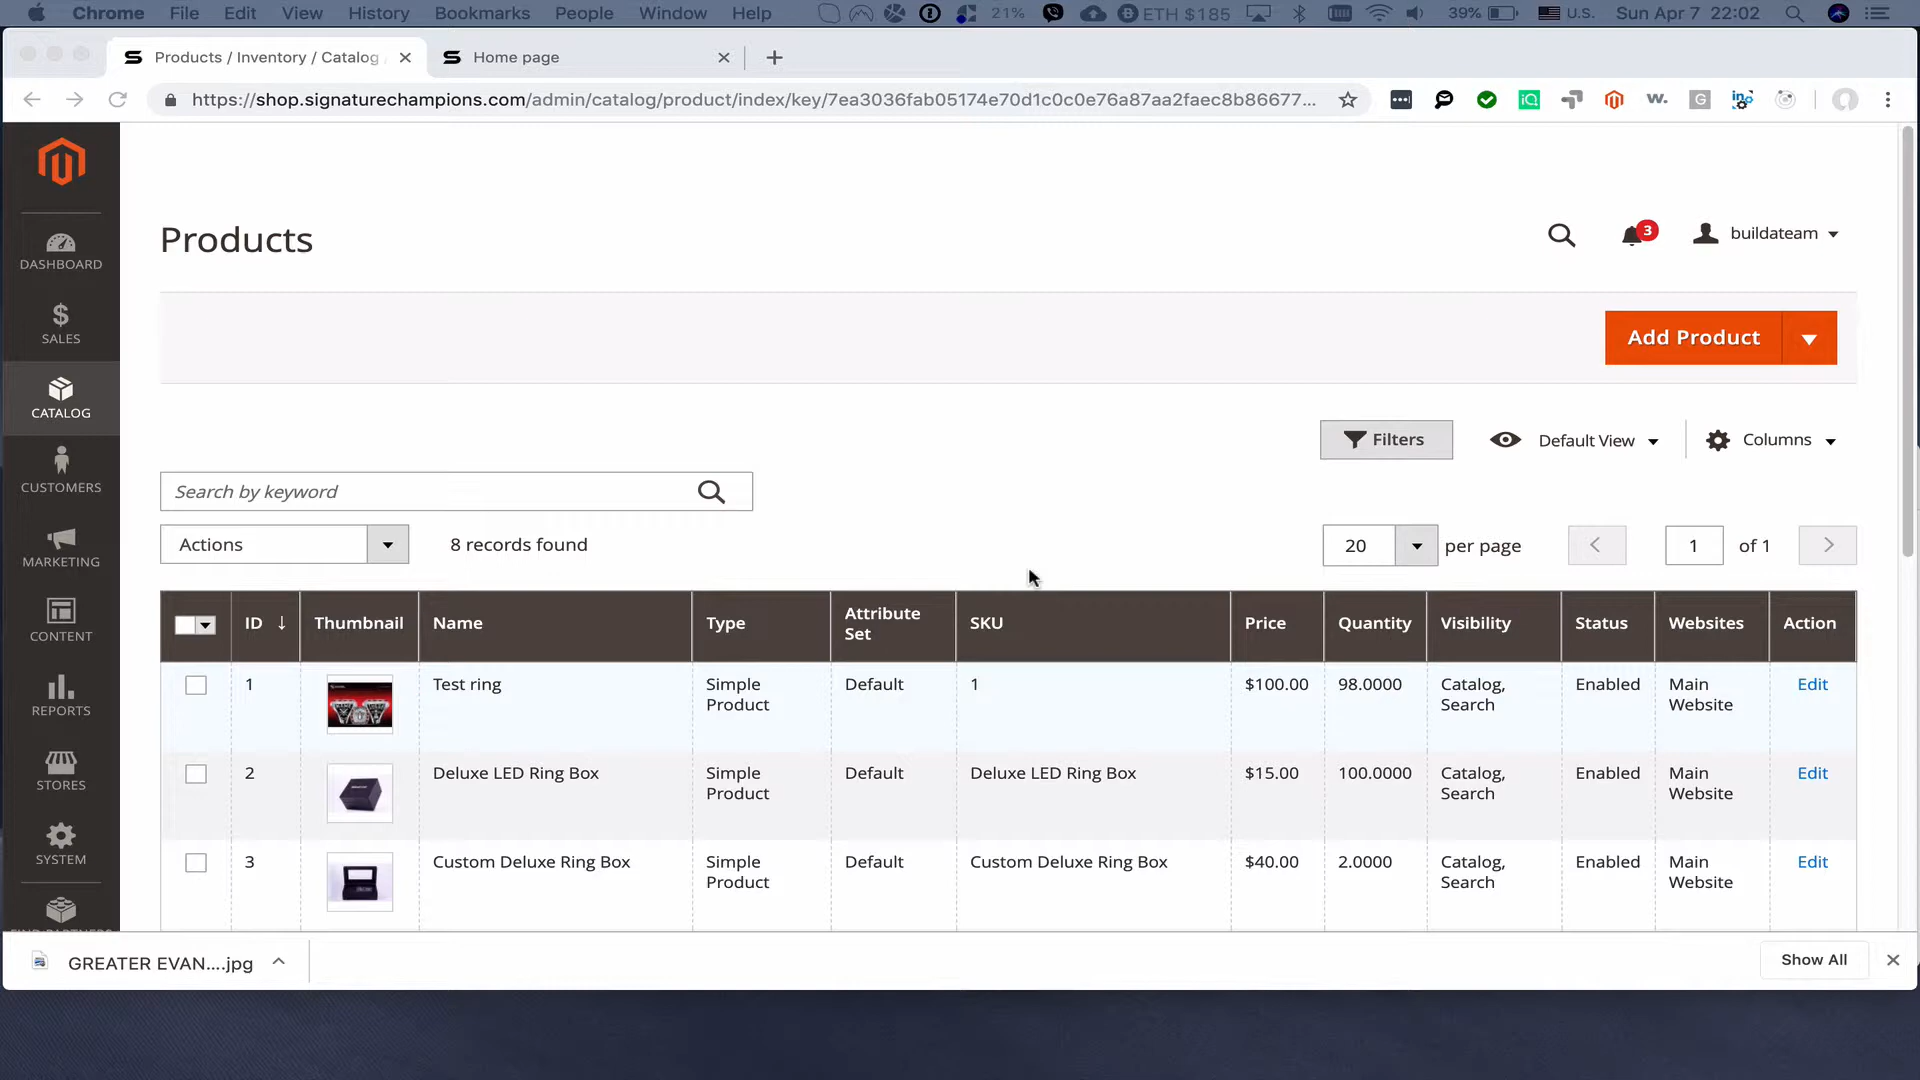 Chrome File Edit View History Bookmarks People Window Help 21% ETH $185 39% U.S. Sun Apr 7 22:02
Products / Inventory / Catalog Home page
https://shop.signaturechampions.com/admin/catalog/product/index/key/7ea3036fab05174e70d1c0c0e76a87aa2faec8b86677...
Products
3
buildateam
DASHBOARD
SALES
CATALOG
CUSTOMERS
MARKETING
CONTENT
REPORTS
STORES
SYSTEM
FIND PARTNERS
Add Product
Filters Default View Columns
Search by keyword
Actions 8 records found 20 per page 1 of 1
ID Thumbnail Name Type Attribute Set SKU Price Quantity Visibility Status Websites Action
1 Test ring Simple Product Default 1 $100.00 98.0000 Catalog, Search Enabled Main Website Edit
2 Deluxe LED Ring Box Simple Product Default Deluxe LED Ring Box $15.00 100.0000 Catalog, Search Enabled Main Website Edit
3 Custom Deluxe Ring Box Simple Product Default Custom Deluxe Ring Box $40.00 2.0000 Catalog, Search Enabled Main Website Edit
GREATER EVAN....jpg Show All